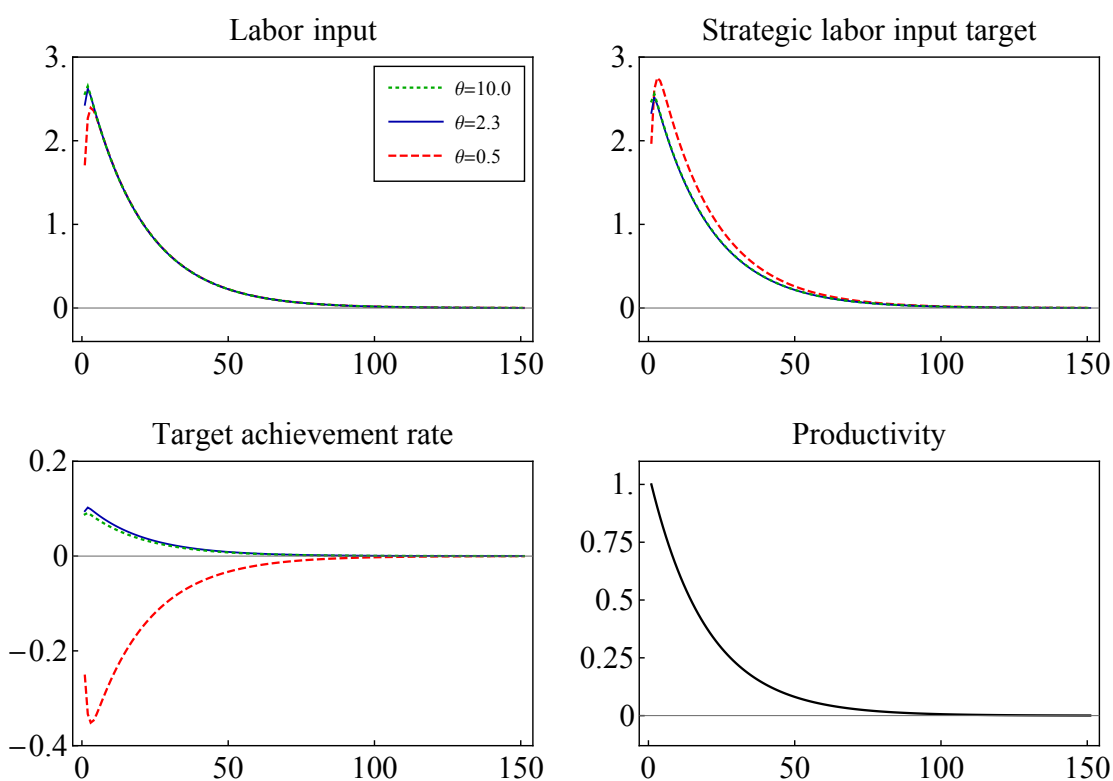 Labor input
3.
2.
1.
0
0 50 100 150
θ=10.0
θ=2.3
θ=0.5
Strategic labor input target
3.
2.
1.
0
0 50 100 150
Target achievement rate
0.2
0
−0.2
−0.4
0 50 100 150
Productivity
1.
0.75
0.5
0.25
0
0 50 100 150